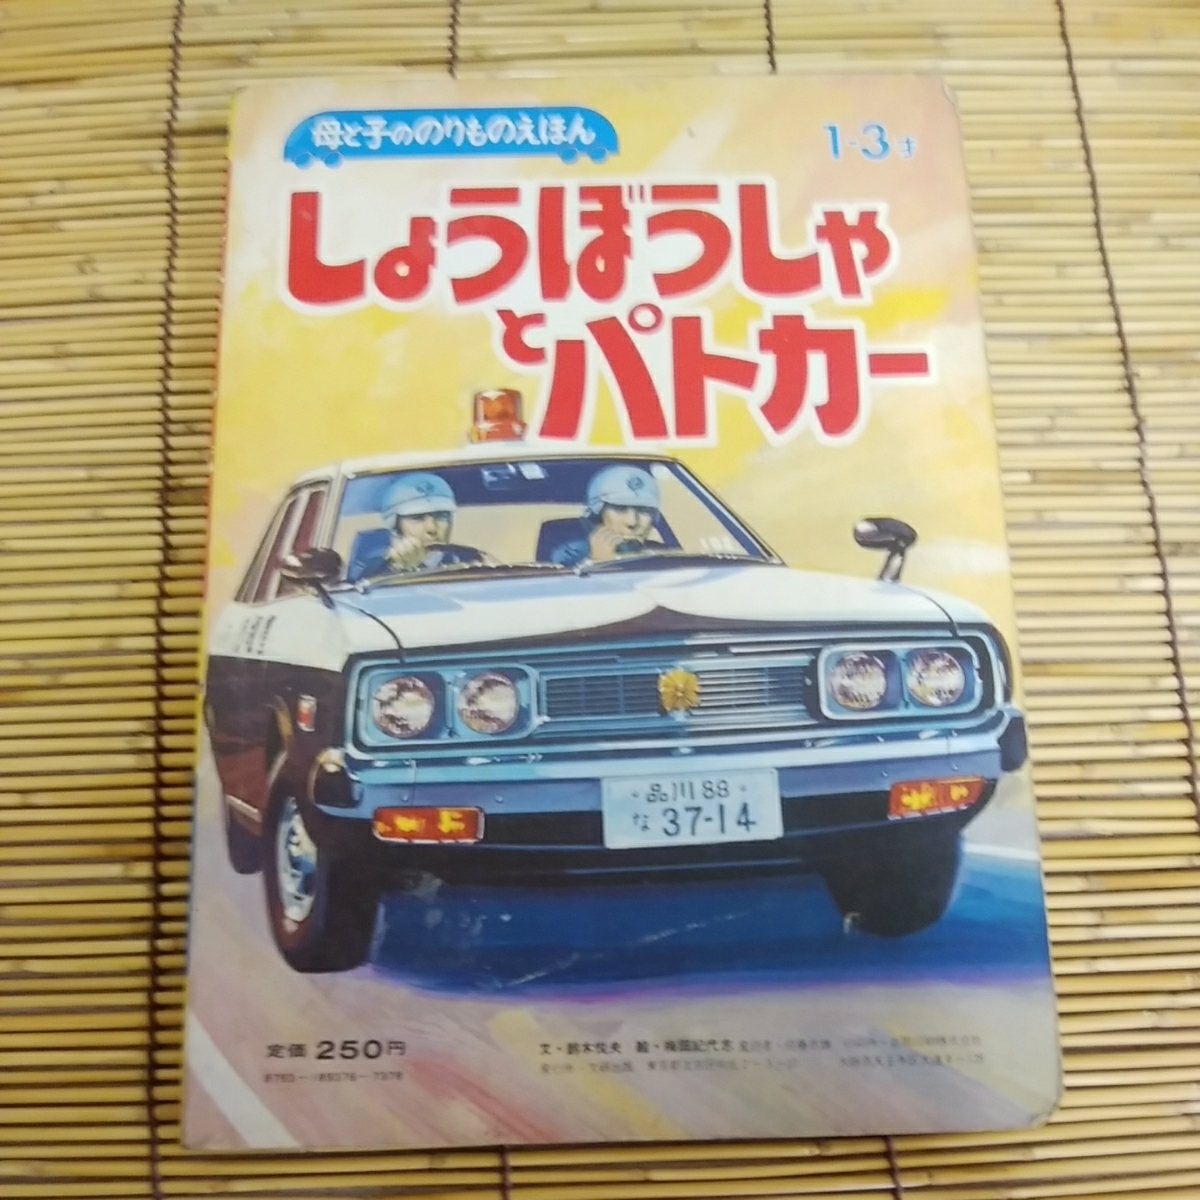 母と子ののりものえほん
1-3才
しょうぼうしゃ
とパトカー
品川88
な 37-14
定価 250円
文・鈴木悦夫 絵・梅田紀代志